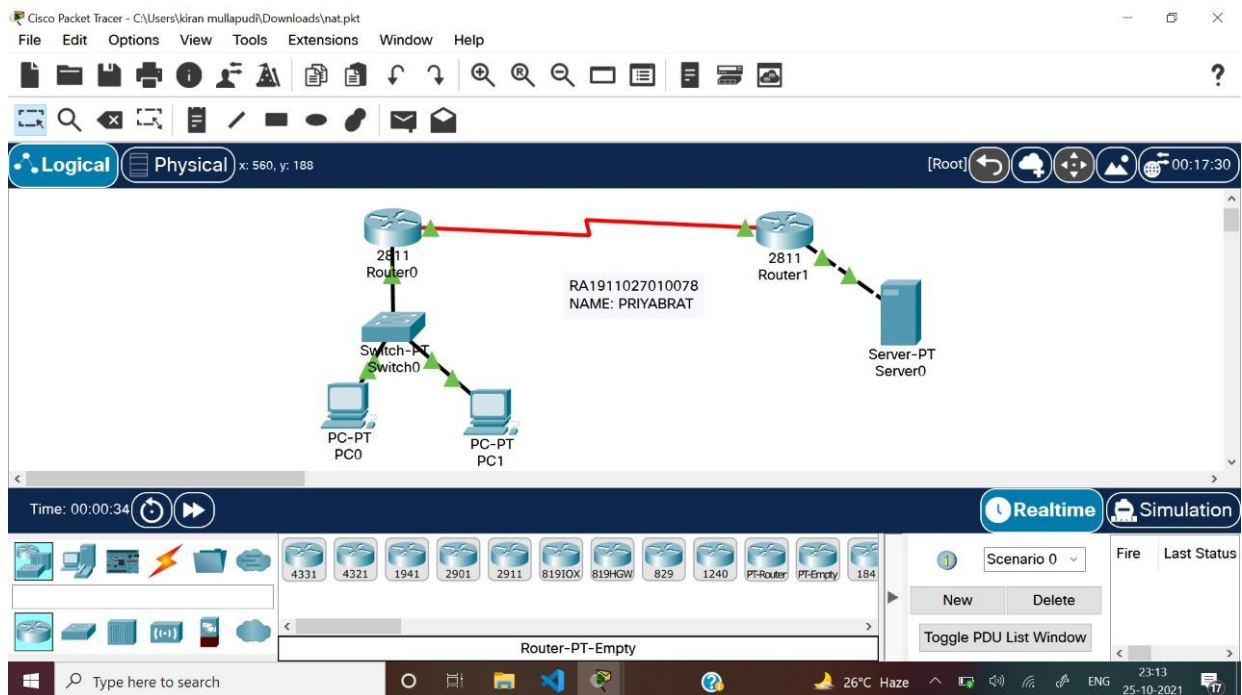 Cisco Packet Tracer - C:\Users\kiran mullapudi\Downloads\nat.pkt
File Edit Options View Tools Extensions Window Help
?
Logical Physical x: 560, y: 188 [Root] 00:17:30
2811
Router0
2811
Router1
RA1911027010078
NAME: PRIYABRAT
Switch-PT
Switch0
Server-PT
Server0
PC-PT
PC0
PC-PT
PC1
Time: 00:00:34 Realtime Simulation
4331 4321 1941 2901 2911 819IOX 819HGW 829 1240 PT-Router PT-Empty 184
Scenario 0 Fire Last Status
New Delete
Toggle PDU List Window
Router-PT-Empty
Type here to search 26°C Haze ENG 23:13
25-10-2021 17